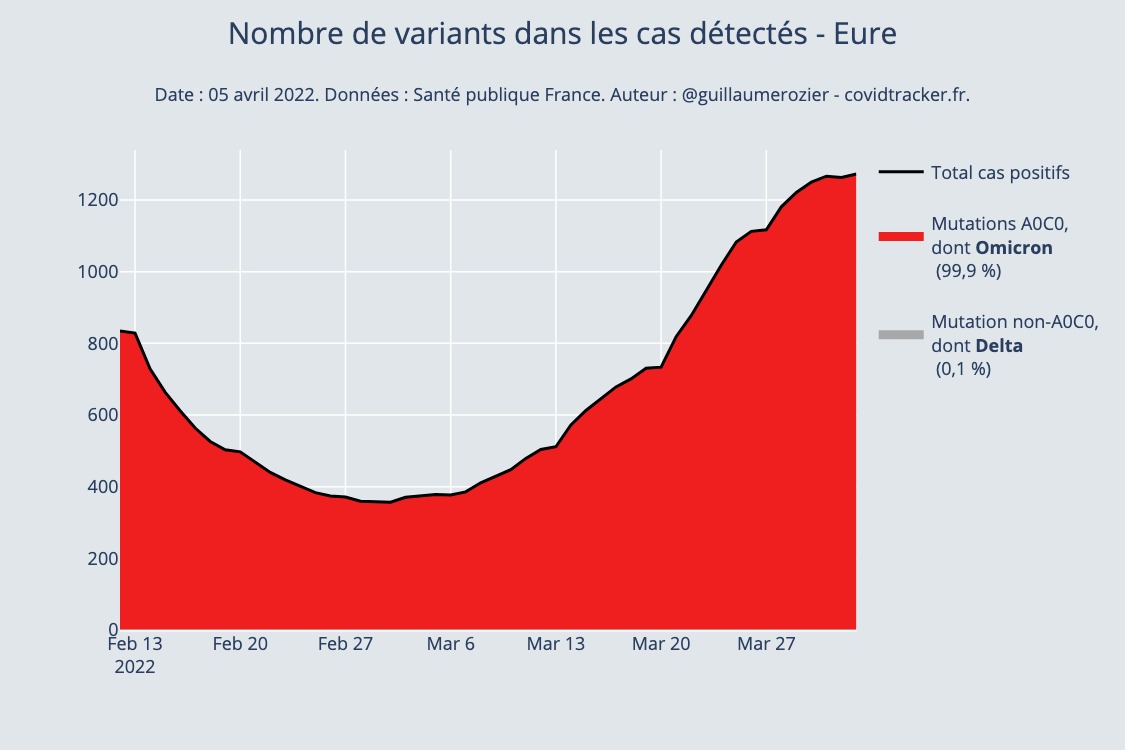 Nombre de variants dans les cas détectés - Eure
Date : 05 avril 2022. Données : Santé publique France. Auteur : @guillaumerozier - covidtracker.fr.
1200
1000
800
600
400
200
0
Feb 13
2022
Feb 20
Feb 27
Mar 6
Mar 13
Mar 20
Mar 27
Total cas positifs
Mutations A0C0,
dont Omicron
(99,9 %)
Mutation non-A0C0,
dont Delta
(0,1 %)